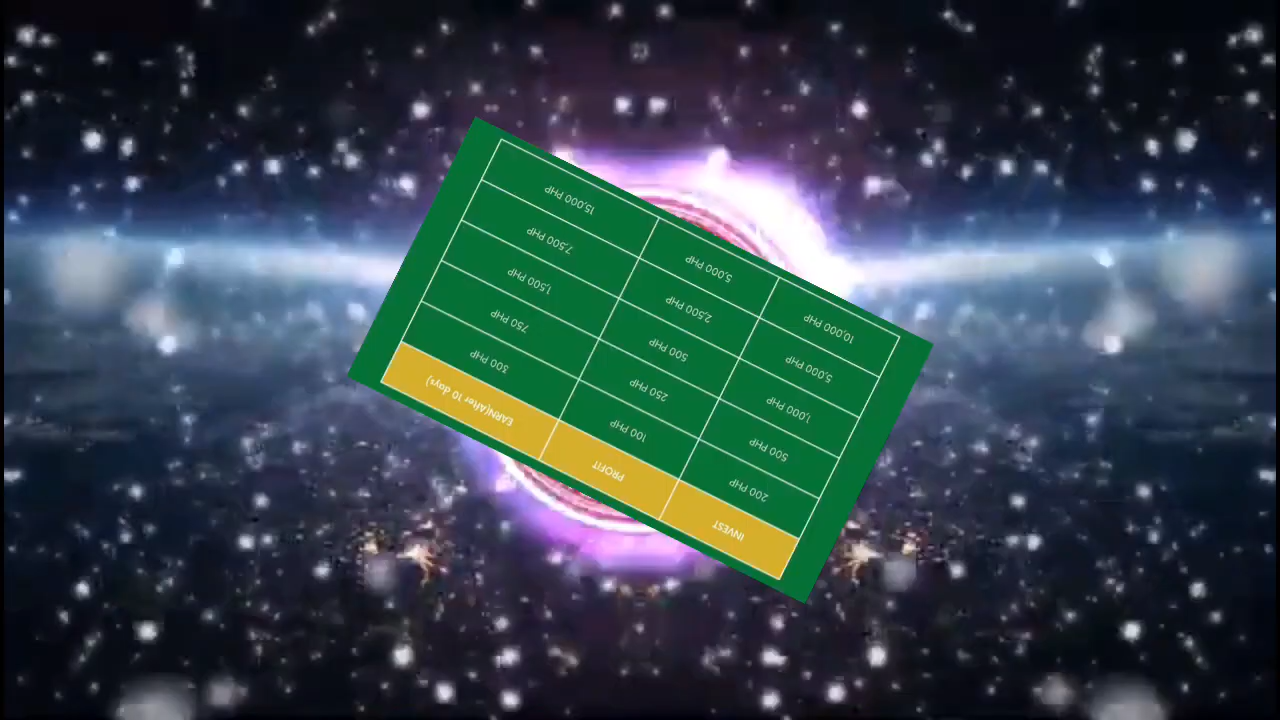 INVEST PROFIT EARN(After 10 days)
200 PHP 100 PHP 300 PHP
500 PHP 250 PHP 750 PHP
1,000 PHP 500 PHP 1,500 PHP
5,000 PHP 2,500 PHP 7,500 PHP
10,000 PHP 5,000 PHP 15,000 PHP